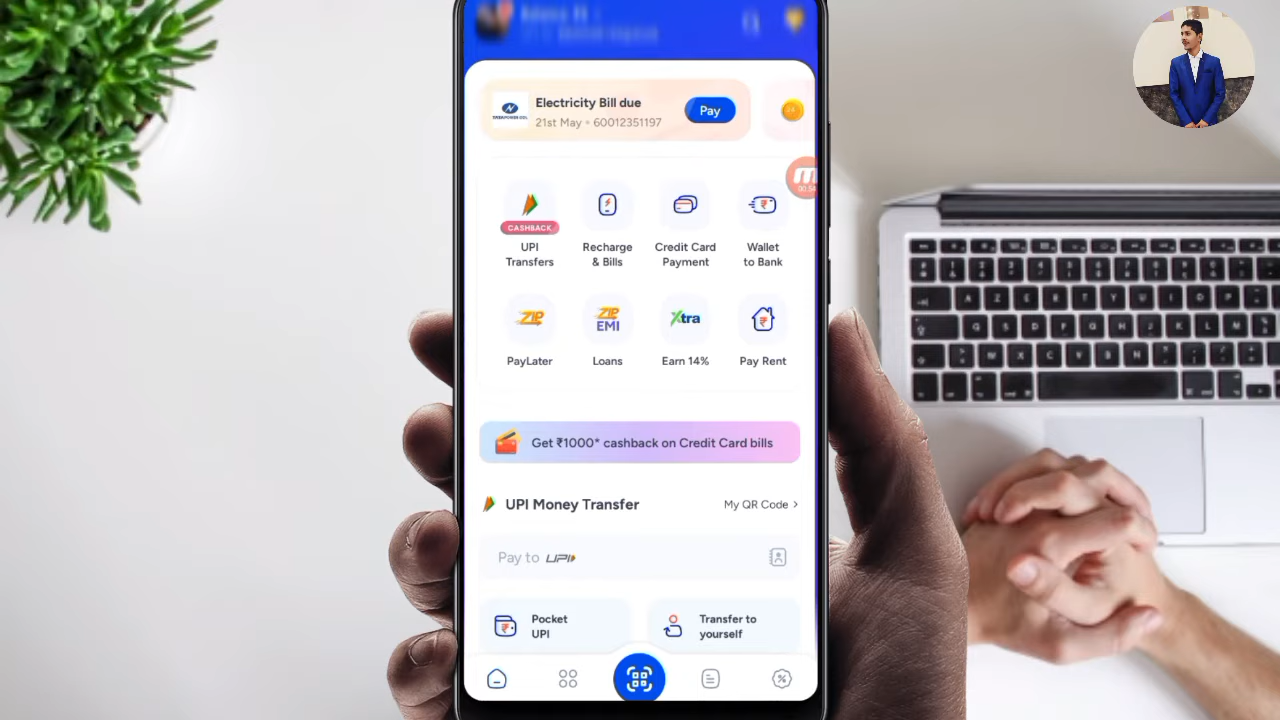 Electricity Bill due
21st May • 60012351197
Pay
CASHBACK
UPI
Transfers
Recharge
& Bills
Credit Card
Payment
Wallet
to Bank
00:54
ZIP
PayLater
ZIP
EMI
Loans
Xtra
Earn 14%
Pay Rent
Get ₹1000* cashback on Credit Card bills
UPI Money Transfer
My QR Code >
Pay to UPI
Pocket
UPI
Transfer to
yourself